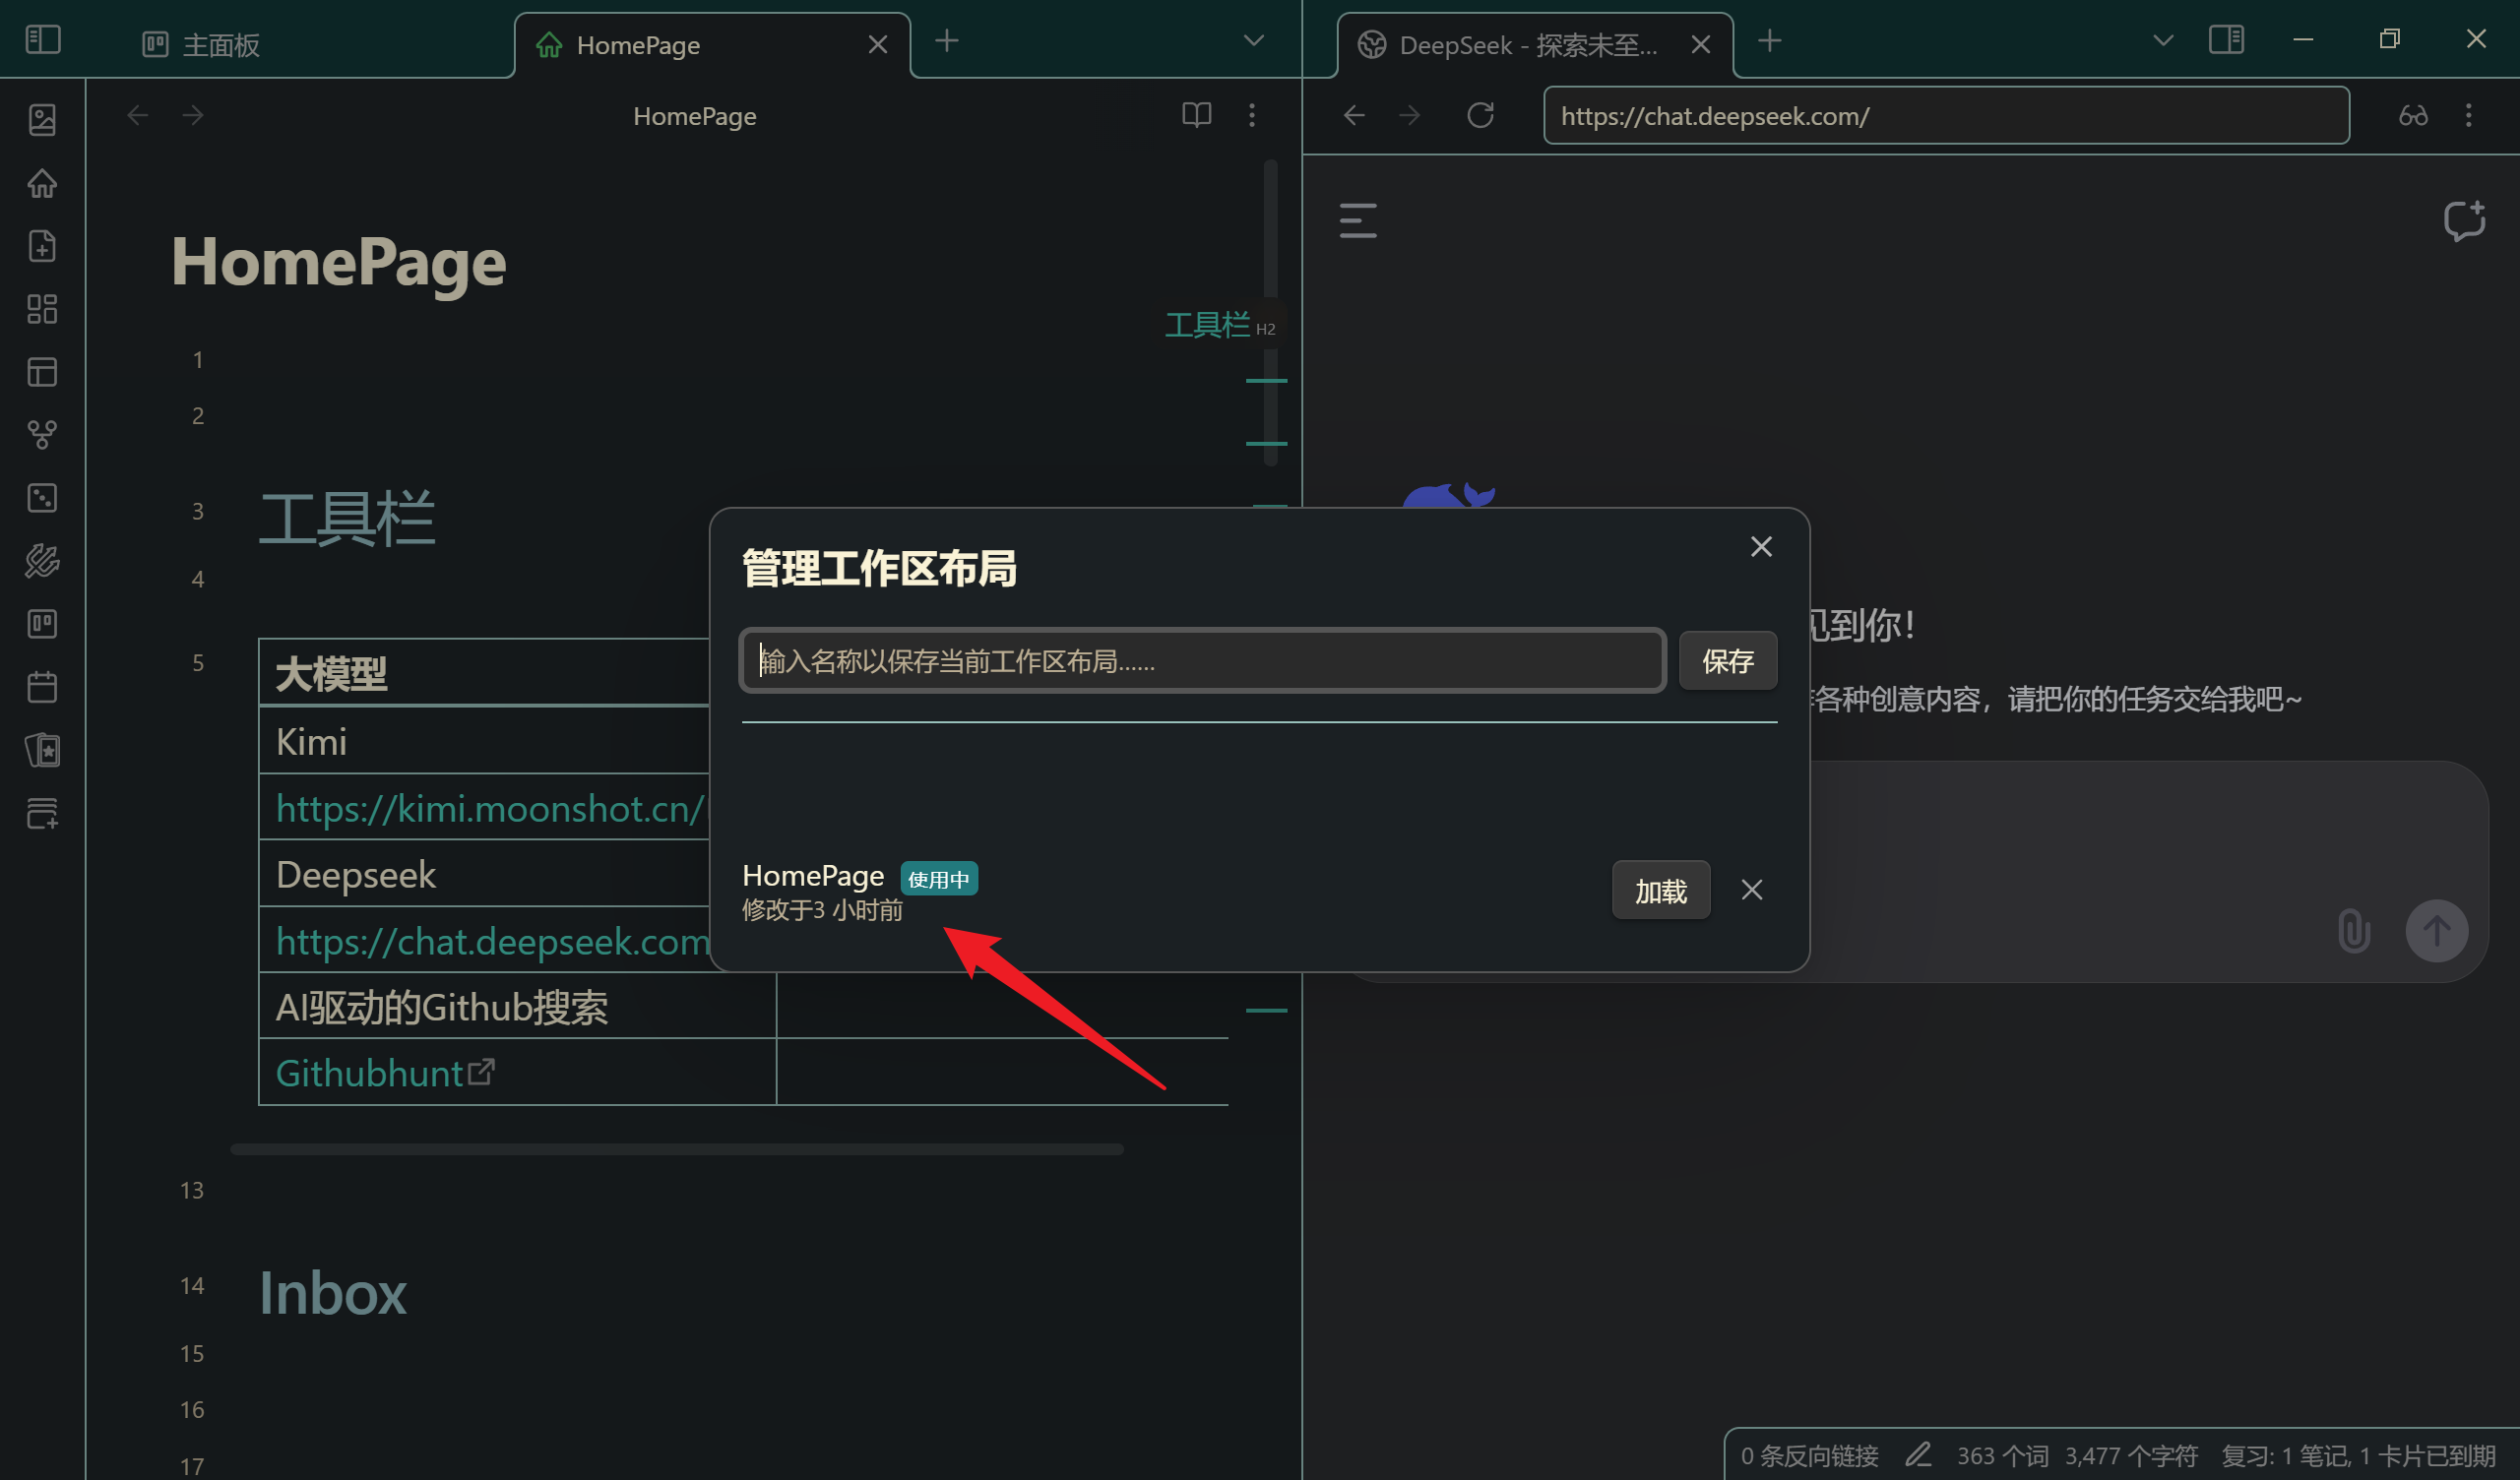 主面板
HomePage
DeepSeek - 探索未至...
HomePage
https://chat.deepseek.com/
HomePage
工具栏 H2
1
2
3 工具栏
4
5
大模型
Kimi
https://kimi.moonshot.cn/
Deepseek
https://chat.deepseek.com
AI驱动的Github搜索
Githubhunt
13
14 Inbox
15
16
17
管理工作区布局
输入名称以保存当前工作区布局......
保存
HomePage 使用中
修改于3 小时前
加载
到你!
各种创意内容，请把你的任务交给我吧~
0 条反向链接 363 个词 3,477 个字符 复习: 1 笔记, 1 卡片已到期